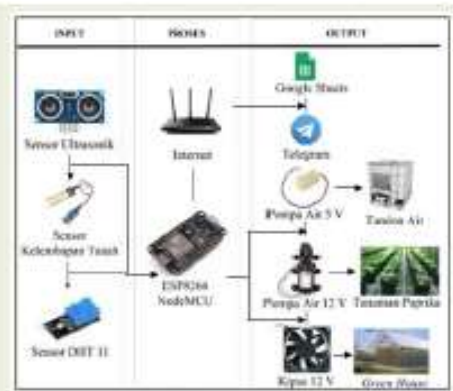 INPUT
PROSES
OUTPUT
Google Sheets
Sensor Ultrasonik
Internet
Telegram
Pompa Air 5 V
Tandon Air
Sensor
Kelembapan Tanah
ESP8266
NodeMCU
Pompa Air 12 V
Tanaman Paprika
Sensor DHT 11
Kipas 12 V
Green House